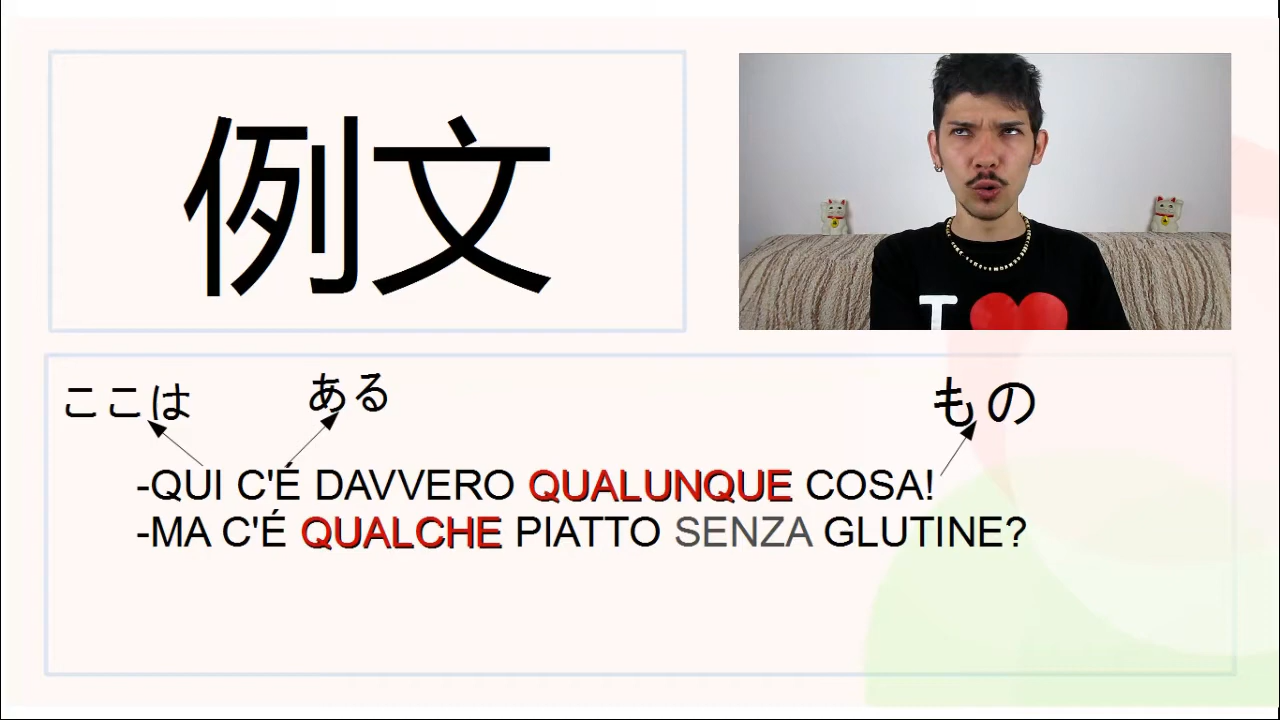 例文
I
ここは ある もの
-QUI C'É DAVVERO QUALUNQUE COSA!
-MA C'É QUALCHE PIATTO SENZA GLUTINE?